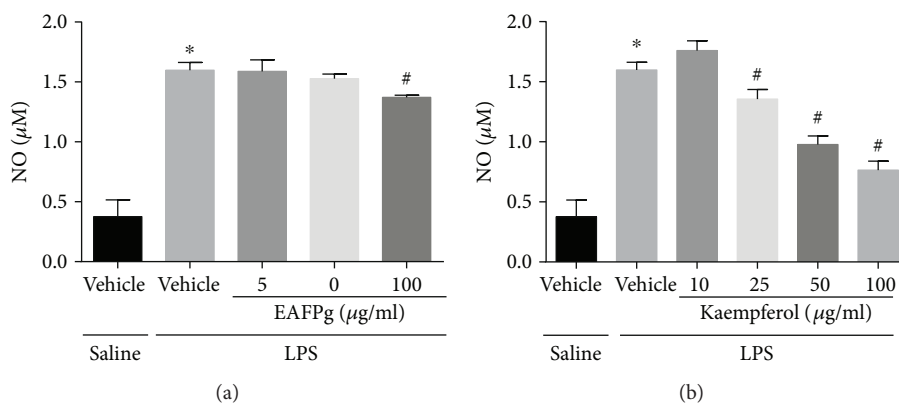 2.0
1.5
1.0
0.5
0.0
NO (μM)
*
#
Vehicle Vehicle 5 0 100
EAFPg (μg/ml)
Saline LPS
(a)
2.0
1.5
1.0
0.5
0.0
NO (μM)
*
#
#
#
Vehicle Vehicle 10 25 50 100
Kaempferol (μg/ml)
Saline LPS
(b)